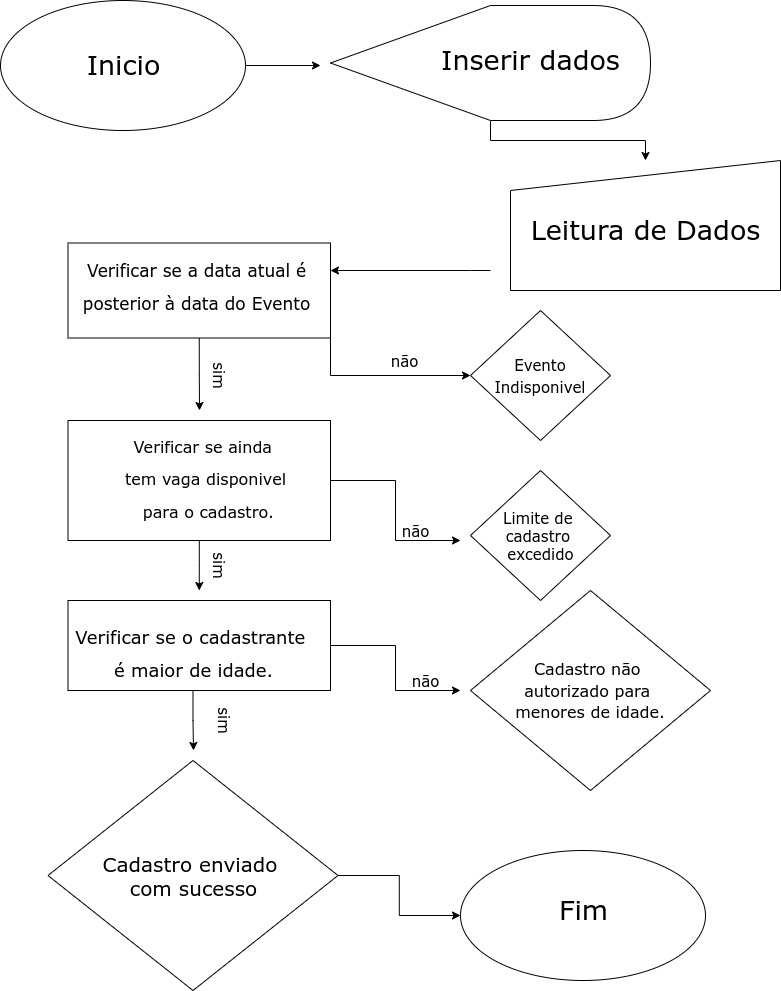 Inicio
Inserir dados
Leitura de Dados
Verificar se a data atual é
posterior à data do Evento
não
Evento
Indisponivel
sim
Verificar se ainda
tem vaga disponivel
para o cadastro.
não
Limite de
cadastro
excedido
sim
Verificar se o cadastrante
é maior de idade.
não
Cadastro não
autorizado para
menores de idade.
sim
Cadastro enviado
com sucesso
Fim